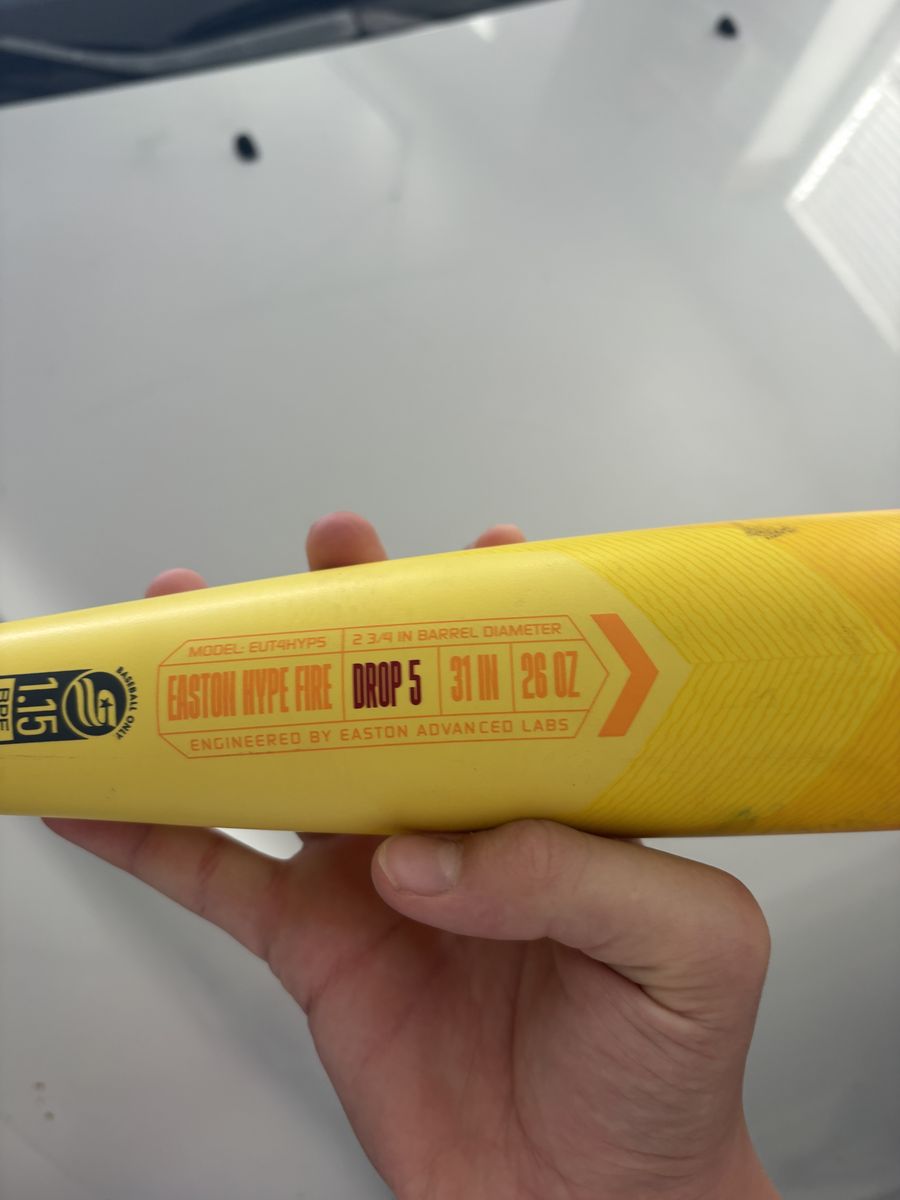 MODEL: EUT4HYP5
2 3/4 IN BARREL DIAMETER
EASTON HYPE FIRE
DROP 5
31 IN
26 OZ
ENGINEERED BY EASTON ADVANCED LABS
BASEBALL ONLY
1.15
BPF